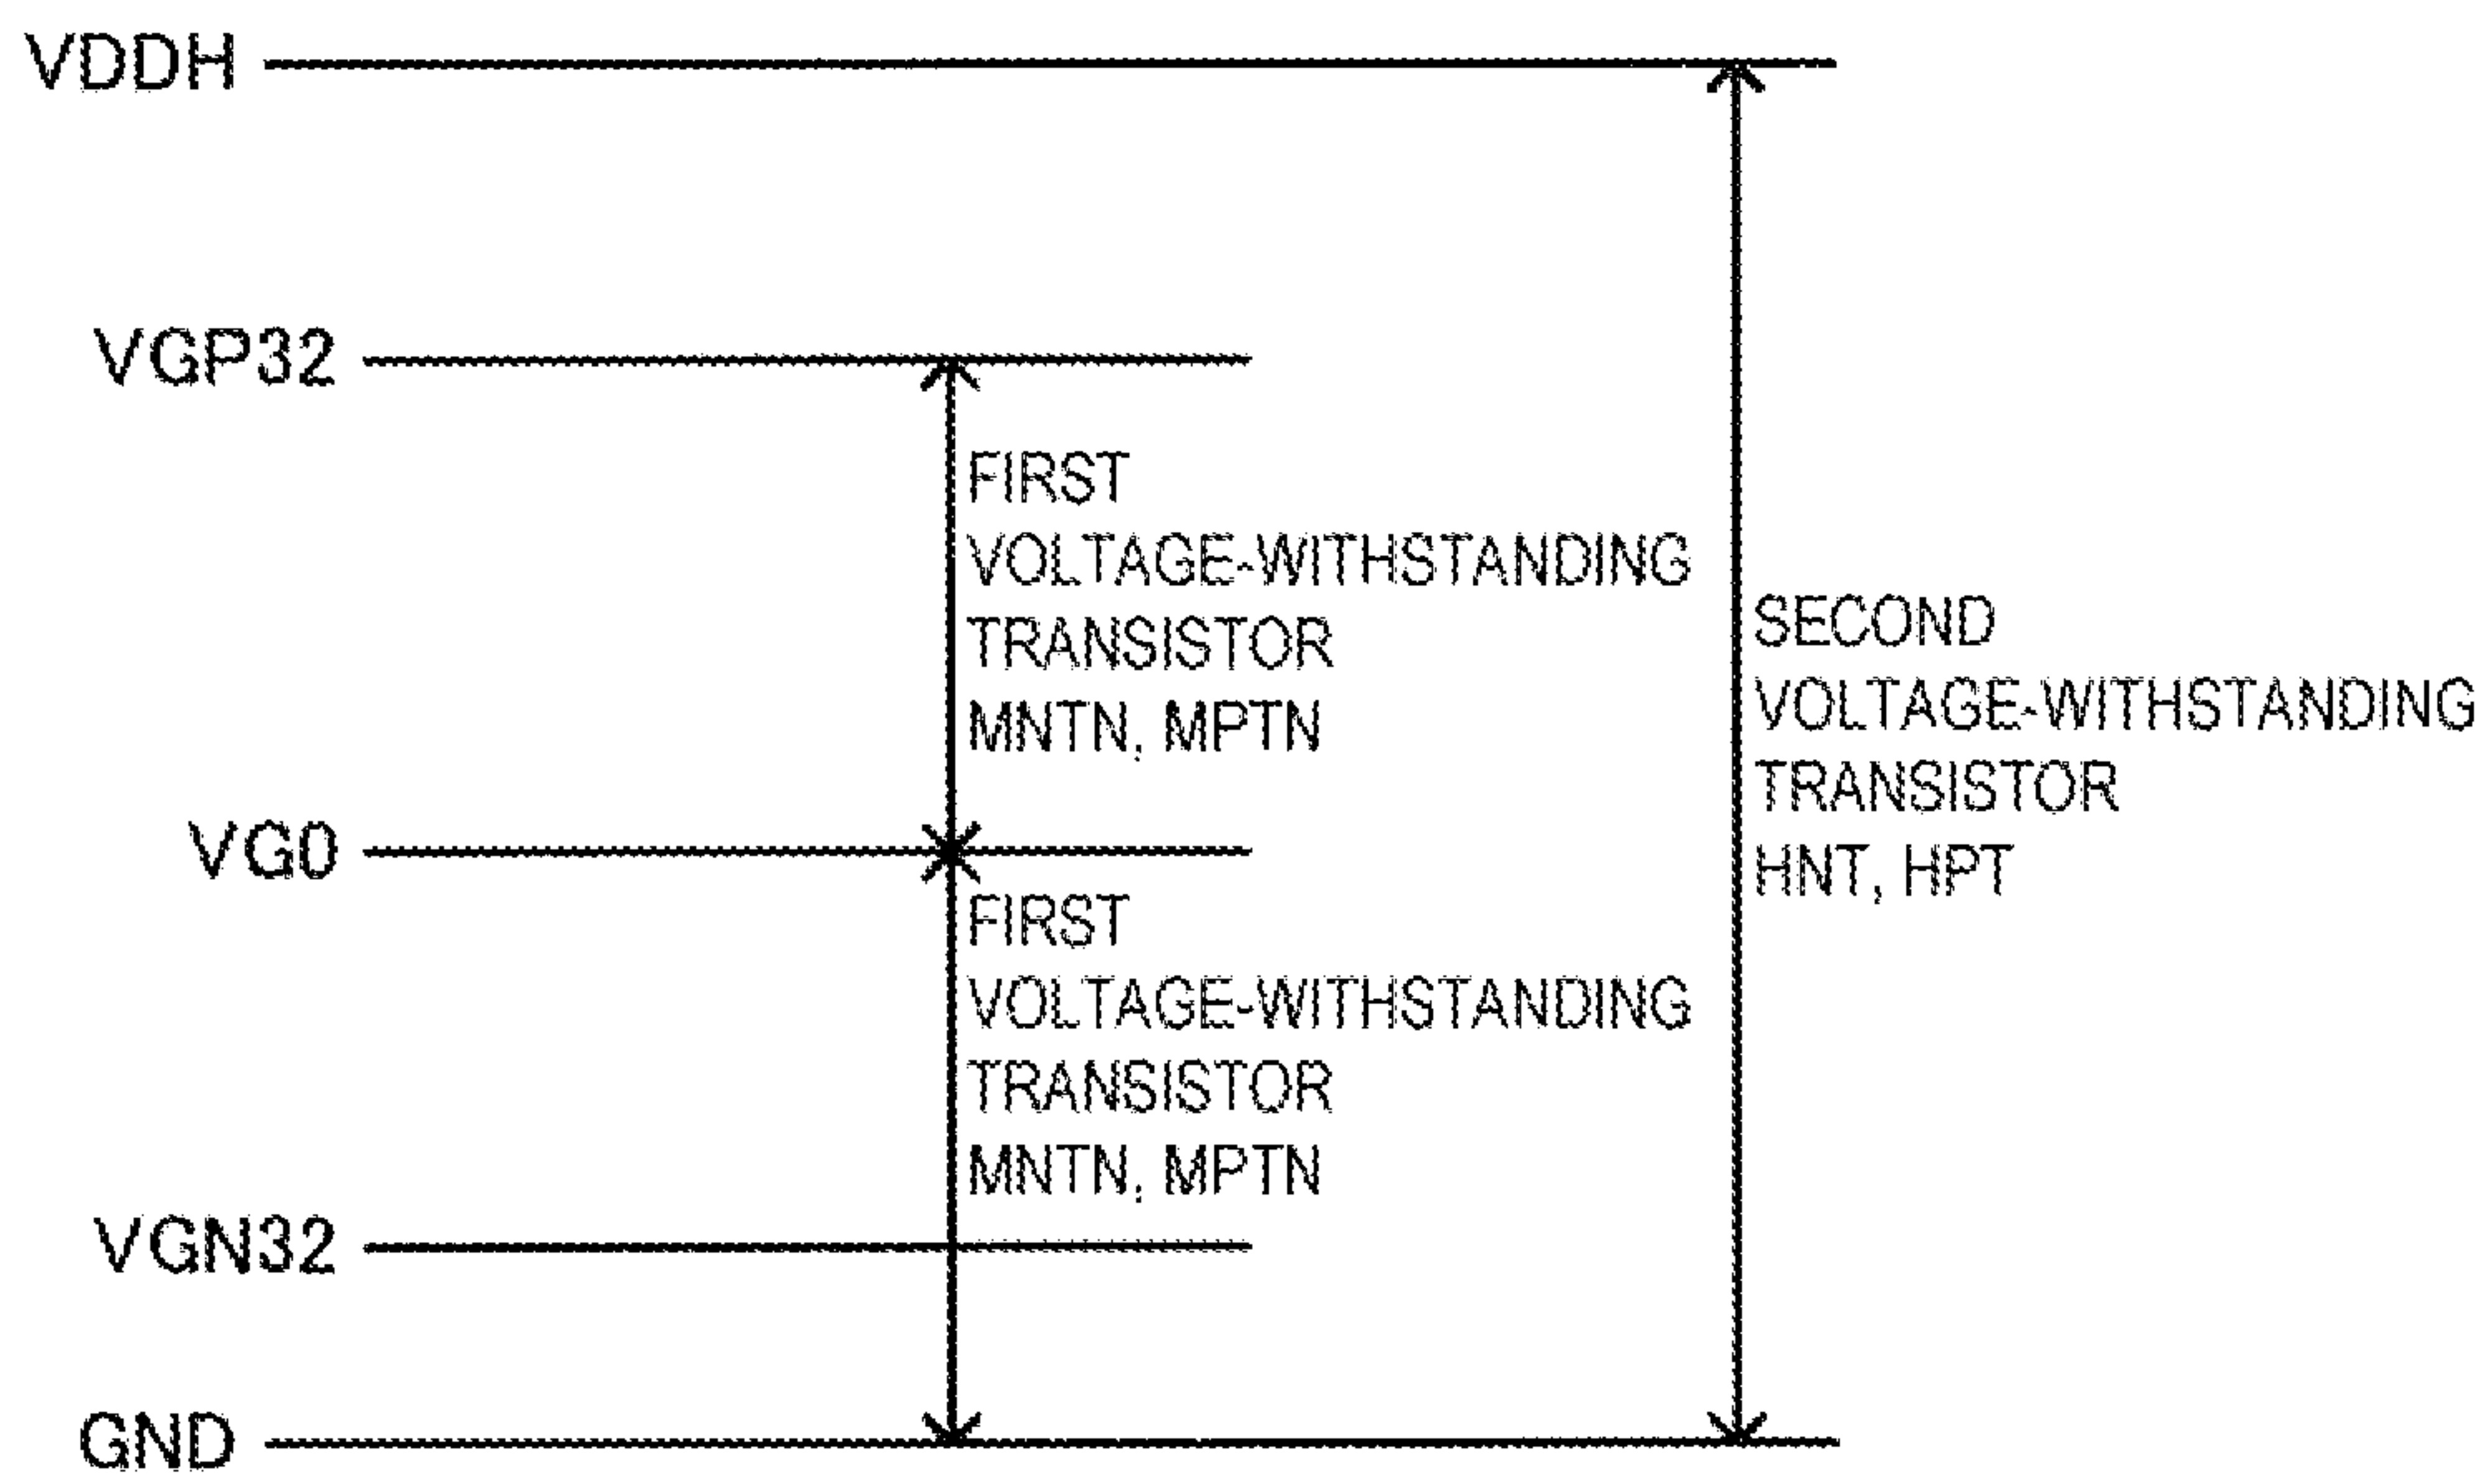 VDDH
VGP32
FIRST
VOLTAGE-WITHSTANDING
TRANSISTOR
MNTN, MPTN
SECOND
VOLTAGE-WITHSTANDING
TRANSISTOR
HNT, HPT
VG0
FIRST
VOLTAGE-WITHSTANDING
TRANSISTOR
MNTN, MPTN
VGN32
GND